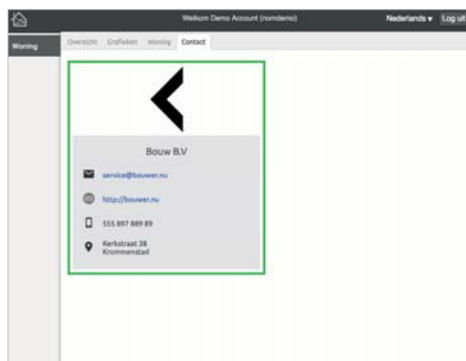 Welkom Demo Account (nomdemo)
Nederlands ▾ Log uit
Woning
Overzicht Grafieken Woning Contact
Bouw B.V
service@bouwer.nu
http://bouwer.nu
555 897 889 89
Kerkstraat 38
Krommenstad